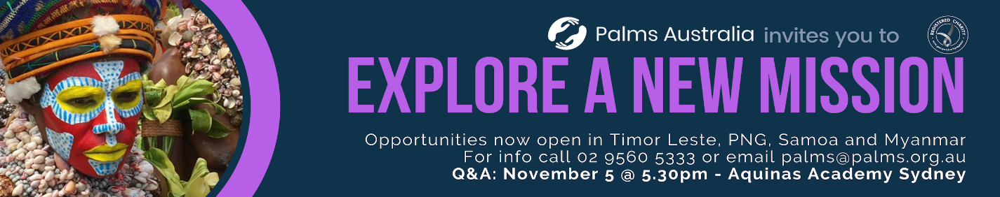 Palms Australia invites you to
REGISTERED CHARITY
EXPLORE A NEW MISSION
Opportunities now open in Timor Leste, PNG, Samoa and Myanmar
For info call 02 9560 5333 or email palms@palms.org.au
Q&A: November 5 @ 5.30pm - Aquinas Academy Sydney